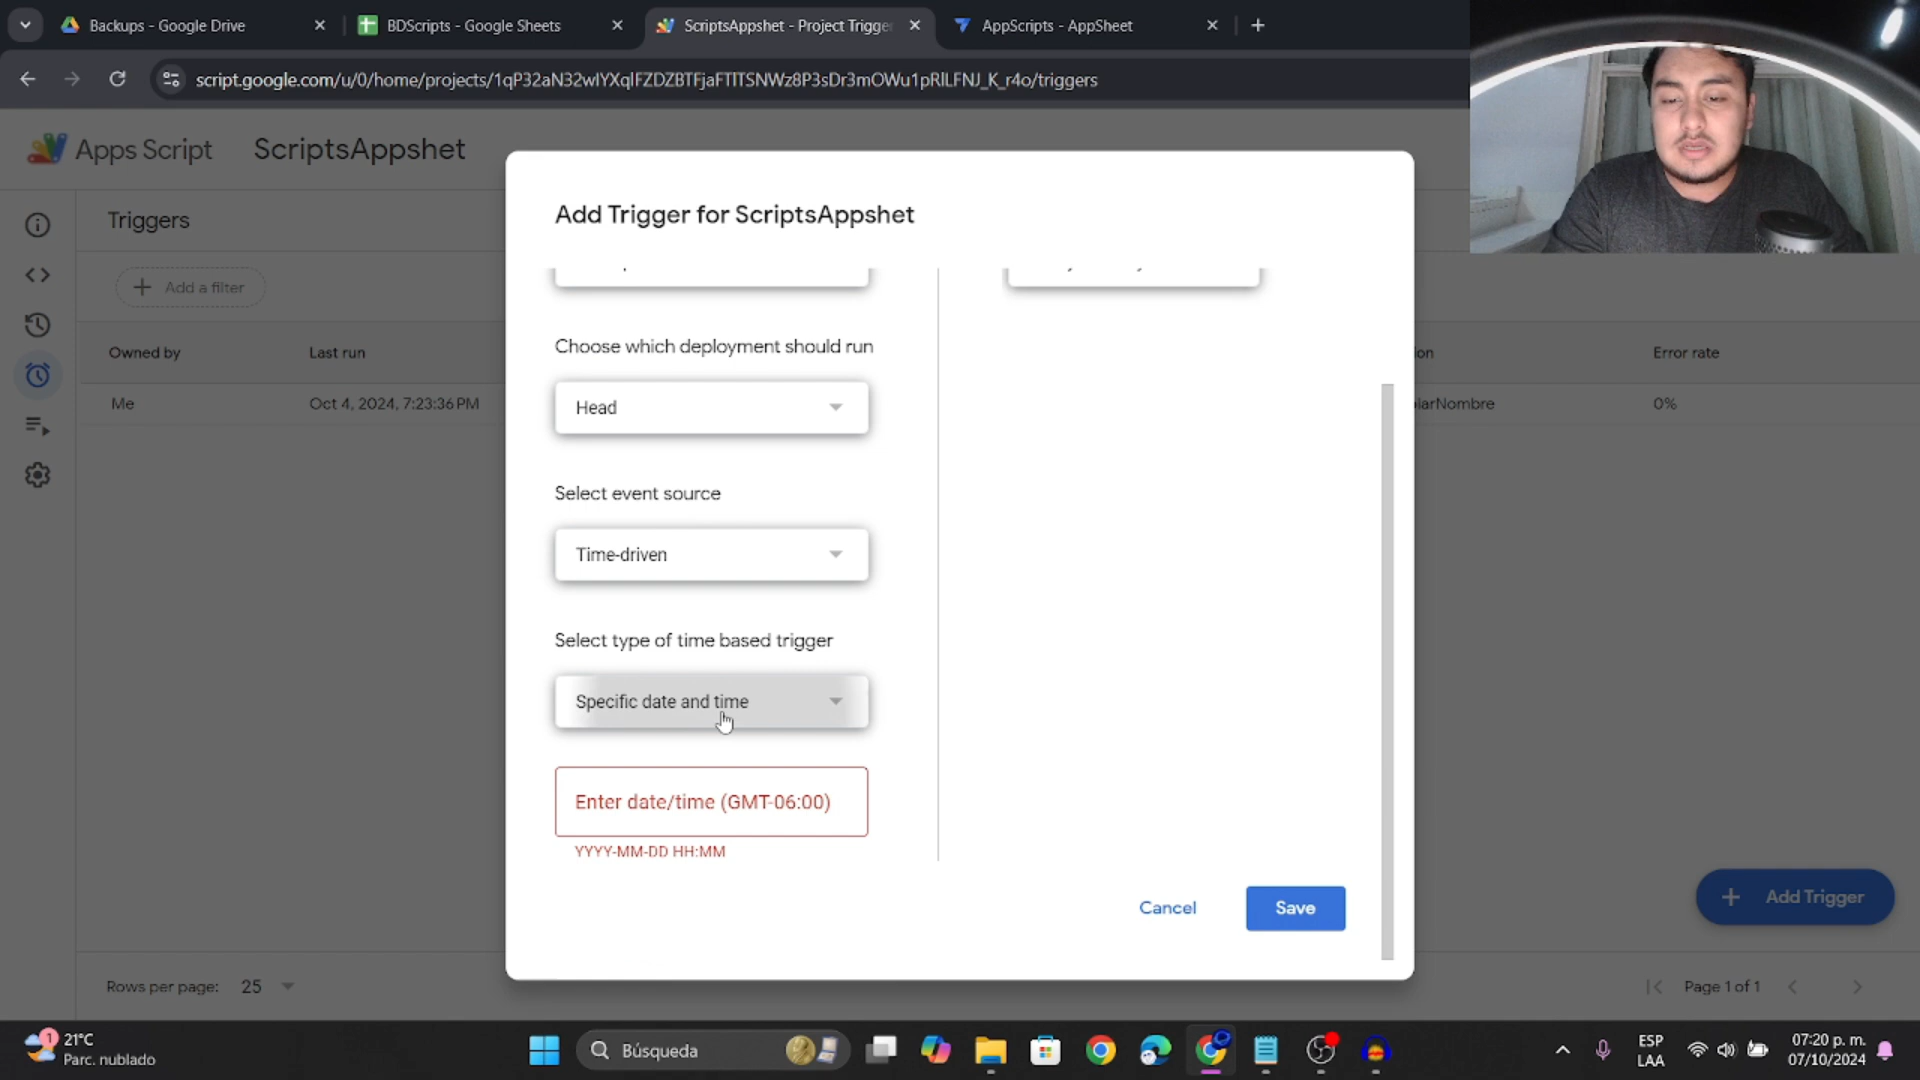 Backups - Google Drive
BDScripts - Google Sheets
ScriptsAppshet - Project Trigge
AppScripts - AppSheet
script.google.com/u/0/home/projects/1qP32aN32wlYXqlFZDZBTFjaFTlTSNWz8P3sDr3mOWu1pRlLFNJ_K_r4o/triggers
Apps Script
ScriptsAppshet
Triggers
Add a filter
Owned by
Last run
Error rate
Me
Oct 4, 2024, 7:23:36 PM
larNombre
0%
Add Trigger for ScriptsAppshet
Choose which deployment should run
Head
Select event source
Time-driven
Select type of time based trigger
Specific date and time
Enter date/time (GMT-06:00)
YYYY-MM-DD HH:MM
Cancel
Save
Add Trigger
Rows per page: 25
Page 1 of 1
1
21°C
Parc. nublado
Búsqueda
ESP
LAA
07:20 p. m.
07/10/2024